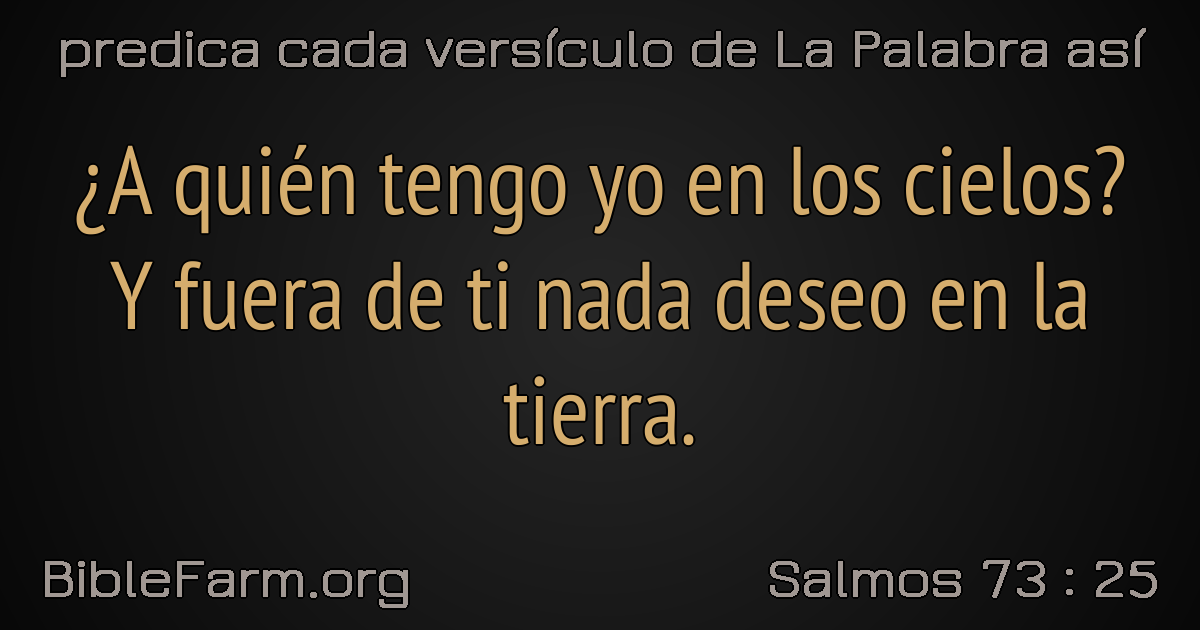 predica cada versículo de La Palabra así
¿A quién tengo yo en los cielos?
Y fuera de ti nada deseo en la
tierra.
BibleFarm.org
Salmos 73 : 25